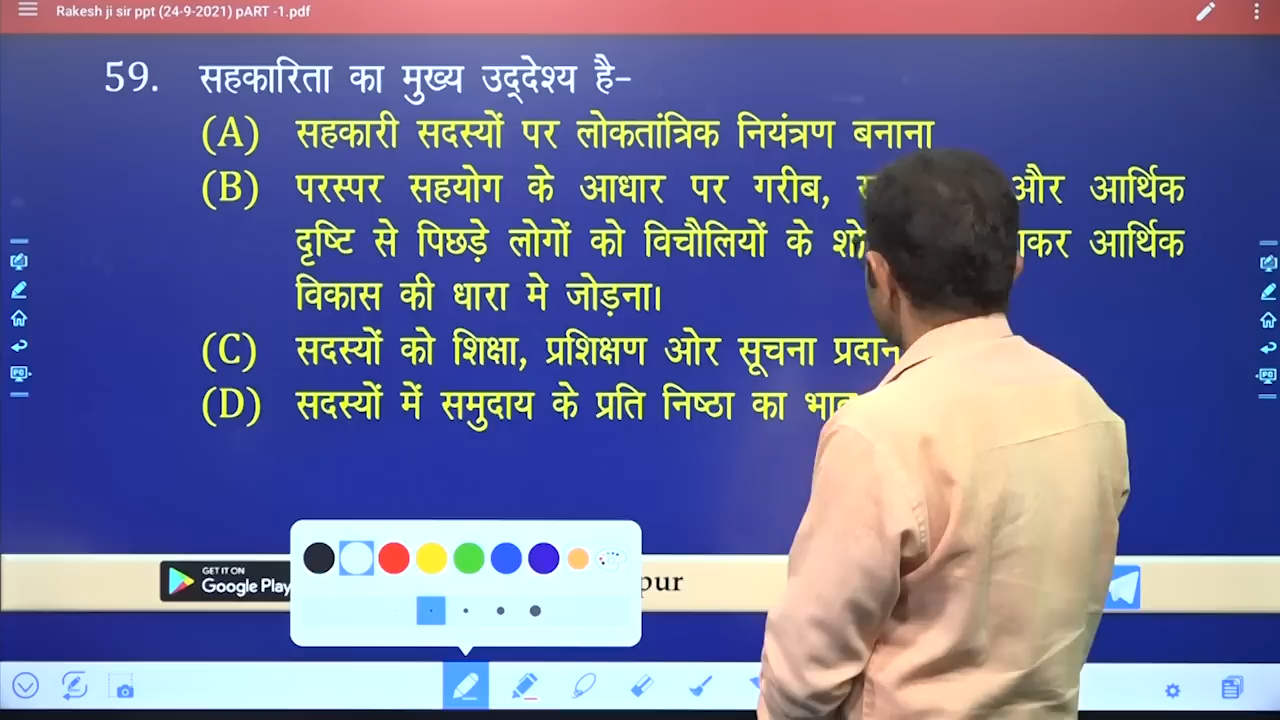 Rakesh ji sir ppt (24-9-2021) pART -1.pdf
59. सहकारिता का मुख्य उद्देश्य है-
(A) सहकारी सदस्यों पर लोकतांत्रिक नियंत्रण बनाना
(B) परस्पर सहयोग के आधार पर गरीब, और आर्थिक
दृष्टि से पिछड़े लोगों को विचौलियों के आर्थिक
विकास की धारा मे जोड़ना।
(C) सदस्यों को शिक्षा, प्रशिक्षण ओर सूचना
(D) सदस्यों में समुदाय के प्रति निष्ठा का
GET IT ON
Google Play